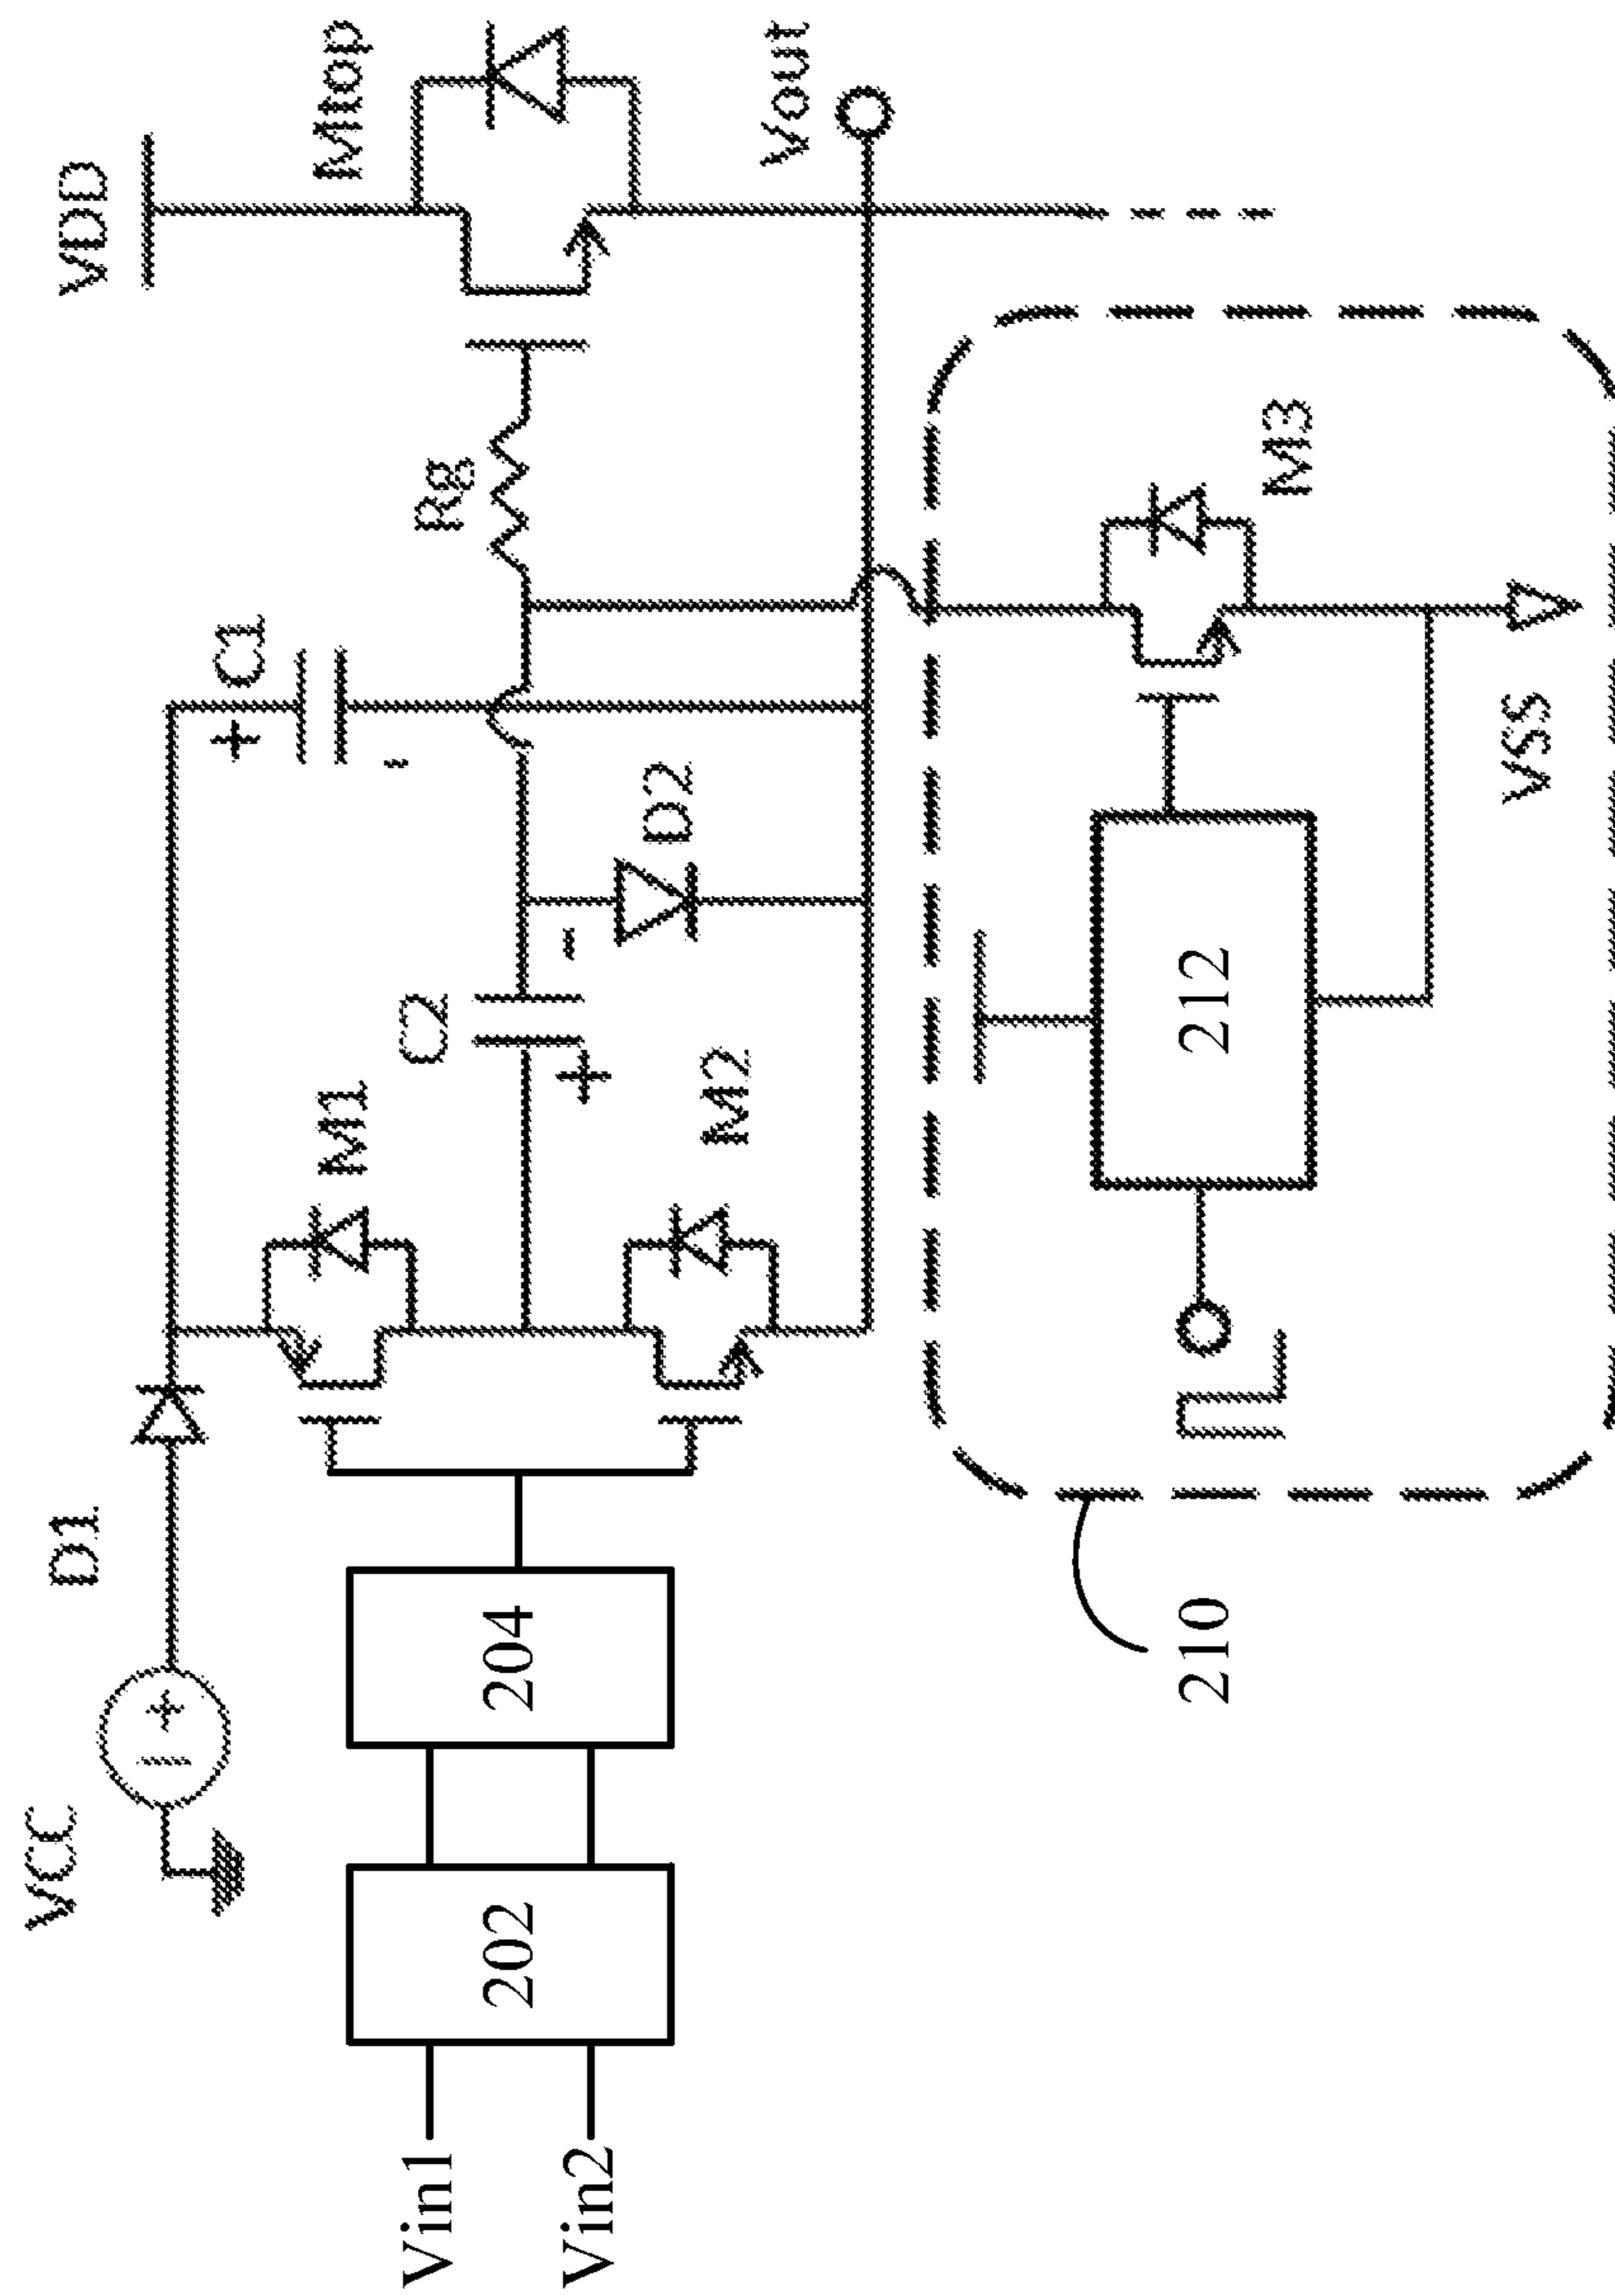 VCC
D1
VDD
Mtop
C1
Rg
M1
C2
D2
M2
Vout
Vin1
Vin2
202
204
210
212
M3
VSS
+
-
+
-
+